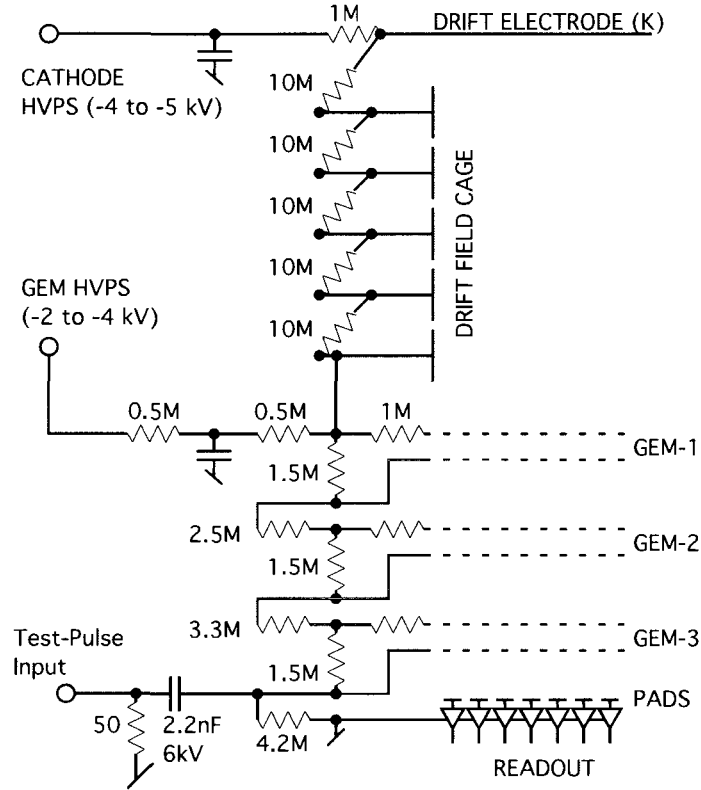 1M
DRIFT ELECTRODE (K)
CATHODE
HVPS (-4 to -5 kV)
10M
10M
10M
10M
10M
DRIFT FIELD CAGE
GEM HVPS
(-2 to -4 kV)
0.5M
0.5M
1M
GEM-1
1.5M
2.5M
GEM-2
1.5M
3.3M
GEM-3
Test-Pulse
Input
1.5M
PADS
50
2.2nF
6kV
4.2M
READOUT